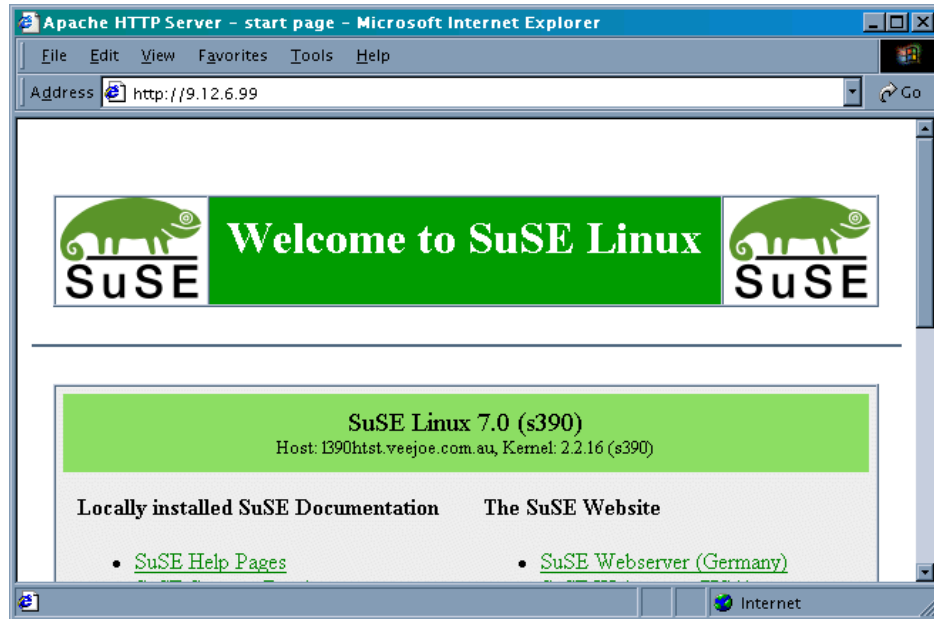 Apache HTTP Server – start page – Microsoft Internet Explorer
File Edit View Favorites Tools Help
Address http://9.12.6.99 Go
SuSE Welcome to SuSE Linux SuSE
SuSE Linux 7.0 (s390)
Host: l390htst.veejoe.com.au, Kernel: 2.2.16 (s390)
Locally installed SuSE Documentation The SuSE Website
• SuSE Help Pages • SuSE Webserver (Germany)
Internet